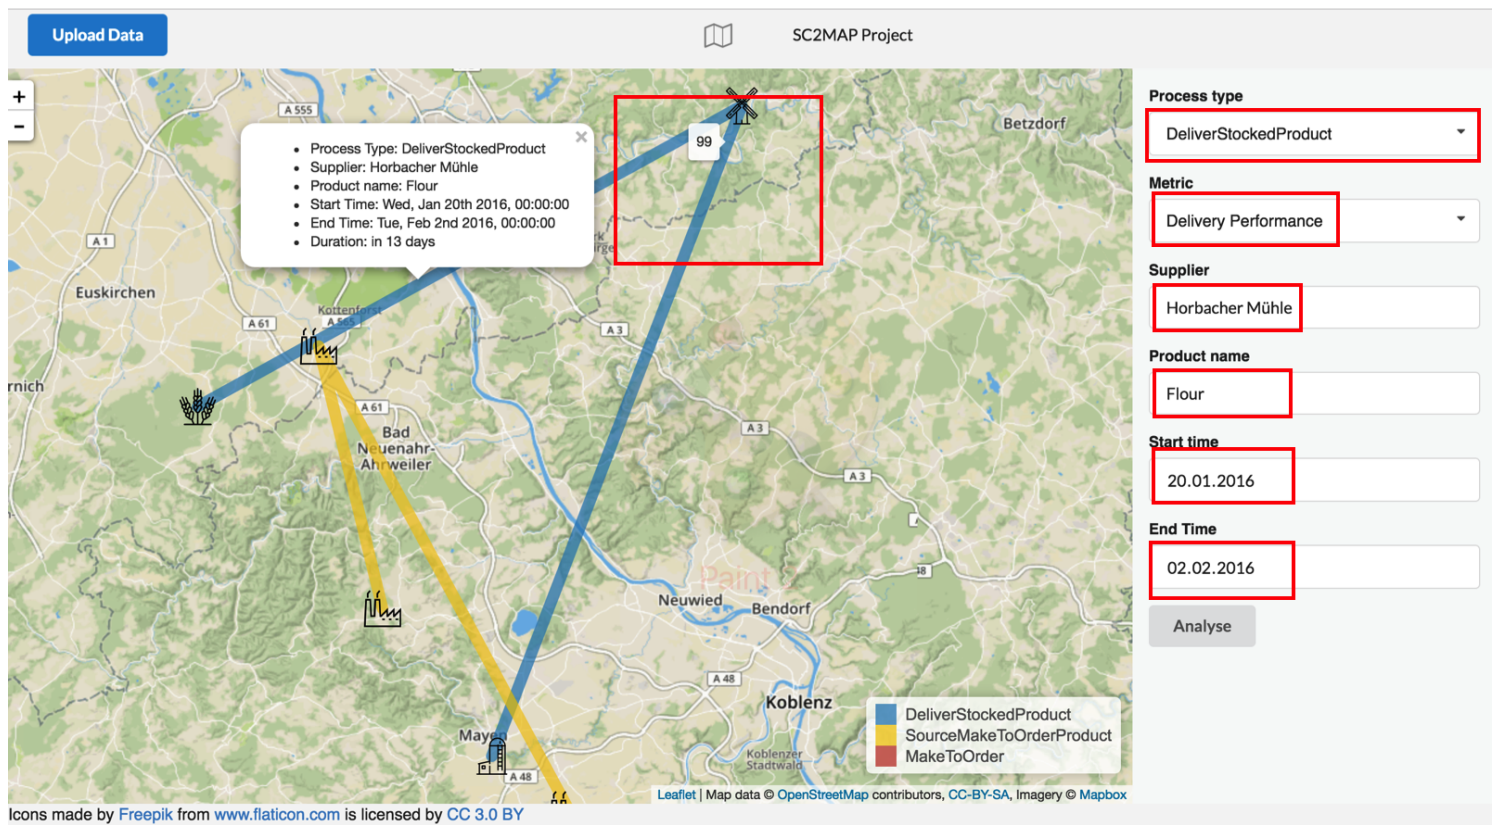 Upload Data
SC2MAP Project
+
-
A 555
Betzdorf
99
×
Process Type: DeliverStockedProduct
Supplier: Horbacher Mühle
Product name: Flour
Start Time: Wed, Jan 20th 2016, 00:00:00
End Time: Tue, Feb 2nd 2016, 00:00:00
Duration: in 13 days
A 1
Euskirchen
Kottenforst
A 61
A 565
A 3
rnich
A 61
Bad
Neuenahr-
Ahrweiler
A 3
A 3
Paint
48
Neuwied
Bendorf
A 48
Koblenz
Mayen
Koblenzer
Stadtwald
A 48
DeliverStockedProduct
SourceMakeToOrderProduct
MakeToOrder
Leaflet | Map data © OpenStreetMap contributors, CC-BY-SA, Imagery © Mapbox
Process type
DeliverStockedProduct
Metric
Delivery Performance
Supplier
Horbacher Mühle
Product name
Flour
Start time
20.01.2016
End Time
02.02.2016
Analyse
Icons made by Freepik from www.flaticon.com is licensed by CC 3.0 BY